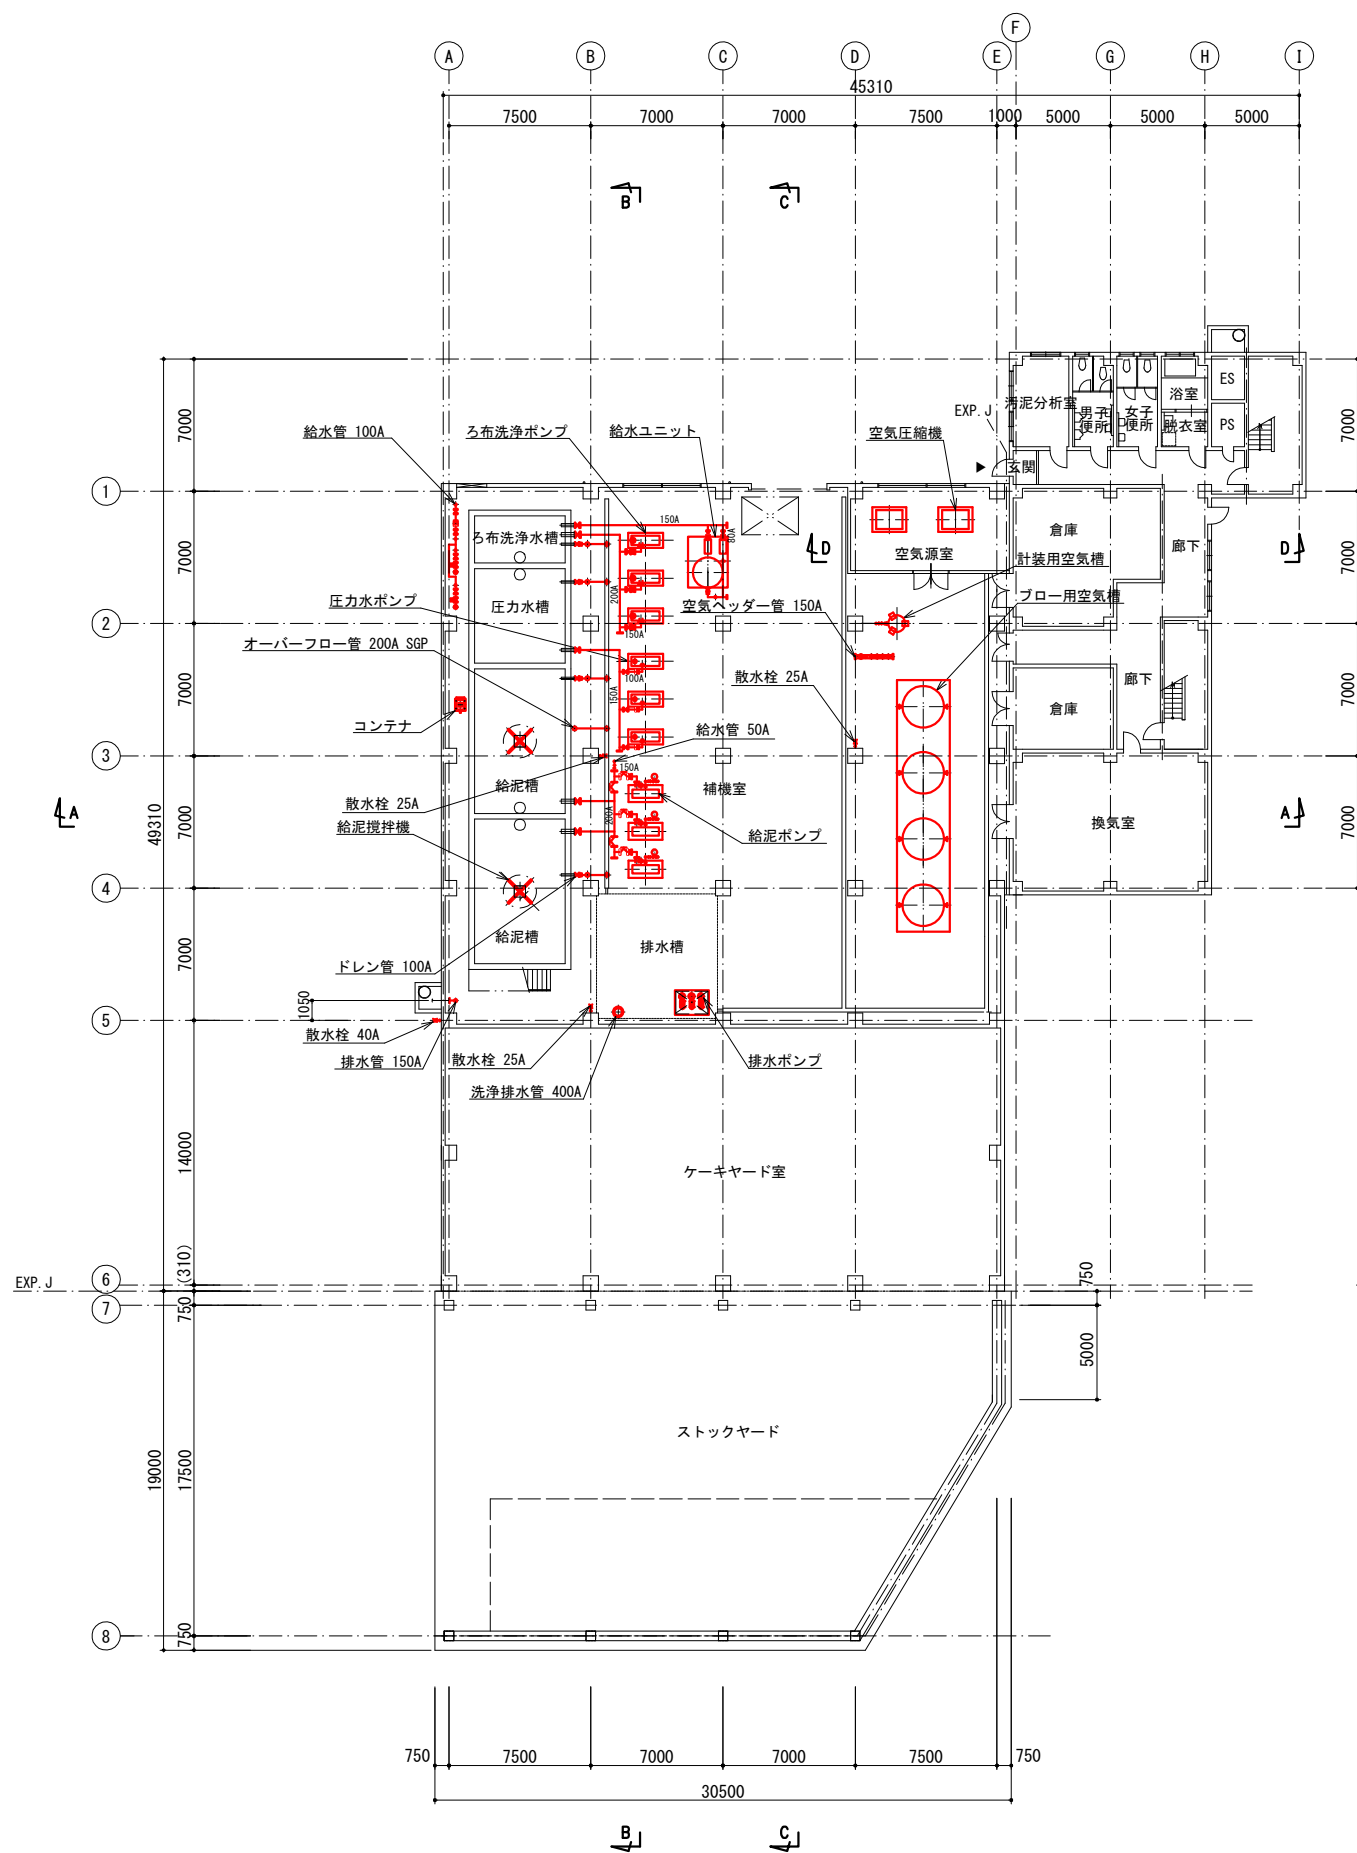 F
A
B
C
D
E
G
H
I
45310
7500
7000
7000
7500
1000
5000
5000
5000
B
C
49310
7000
7000
7000
7000
7000
14000
(310)
750
17500
750
19000
1050
1
2
3
4
5
6
7
8
EXP.J
A
給水管 100A
ろ布洗浄ポンプ
給水ユニット
空気圧縮機
EXP.J
汚泥分析室
男子
便所
女子
便所
浴室
脱衣室
ES
PS
玄関
7000
7000
7000
7000
150A
80A
ろ布洗浄水槽
空気源室
D
D
倉庫
廊下
計装用空気槽
ブロー用空気槽
圧力水ポンプ
圧力水槽
200A
150A
空気ヘッダー管 150A
オーバーフロー管 200A SGP
100A
150A
散水栓 25A
廊下
倉庫
コンテナ
給水管 50A
150A
給泥槽
補機室
散水栓 25A
200A
給泥撹拌機
給泥ポンプ
換気室
A
給泥槽
排水槽
ドレン管 100A
散水栓 40A
排水管 150A
散水栓 25A
洗浄排水管 400A
排水ポンプ
ケーキヤード室
750
5000
ストックヤード
750
7500
7000
7000
7500
750
30500
B
C